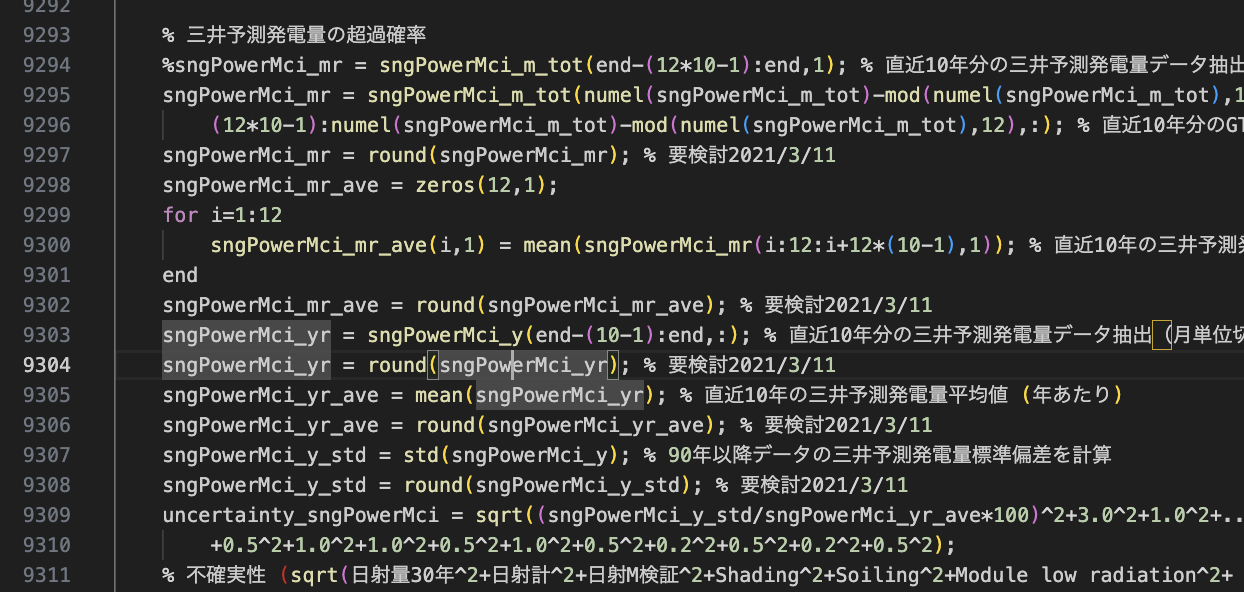 9292
9293 % 三井予測発電量の超過確率
9294 %sngPowerMci_mr = sngPowerMci_m_tot(end-(12*10-1):end,1); % 直近10年分の三井予測発電量データ抽出
9295 sngPowerMci_mr = sngPowerMci_m_tot(numel(sngPowerMci_m_tot)-mod(numel(sngPowerMci_m_tot),1
9296 (12*10-1):numel(sngPowerMci_m_tot)-mod(numel(sngPowerMci_m_tot),12),:); % 直近10年分のGT
9297 sngPowerMci_mr = round(sngPowerMci_mr); % 要検討2021/3/11
9298 sngPowerMci_mr_ave = zeros(12,1);
9299 for i=1:12
9300 sngPowerMci_mr_ave(i,1) = mean(sngPowerMci_mr(i:12:i+12*(10-1),1)); % 直近10年の三井予測発
9301 end
9302 sngPowerMci_mr_ave = round(sngPowerMci_mr_ave); % 要検討2021/3/11
9303 sngPowerMci_yr = sngPowerMci_y(end-(10-1):end,:); % 直近10年分の三井予測発電量データ抽出（月単位切
9304 sngPowerMci_yr = round(sngPowerMci_yr); % 要検討2021/3/11
9305 sngPowerMci_yr_ave = mean(sngPowerMci_yr); % 直近10年の三井予測発電量平均値 (年あたり)
9306 sngPowerMci_yr_ave = round(sngPowerMci_yr_ave); % 要検討2021/3/11
9307 sngPowerMci_y_std = std(sngPowerMci_y); % 90年以降データの三井予測発電量標準偏差を計算
9308 sngPowerMci_y_std = round(sngPowerMci_y_std); % 要検討2021/3/11
9309 uncertainty_sngPowerMci = sqrt((sngPowerMci_y_std/sngPowerMci_yr_ave*100)^2+3.0^2+1.0^2+..
9310 +0.5^2+1.0^2+1.0^2+0.5^2+1.0^2+0.5^2+0.2^2+0.5^2+0.2^2+0.5^2);
9311 % 不確実性 (sqrt(日射量30年^2+日射計^2+日射M検証^2+Shading^2+Soiling^2+Module low radiation^2+